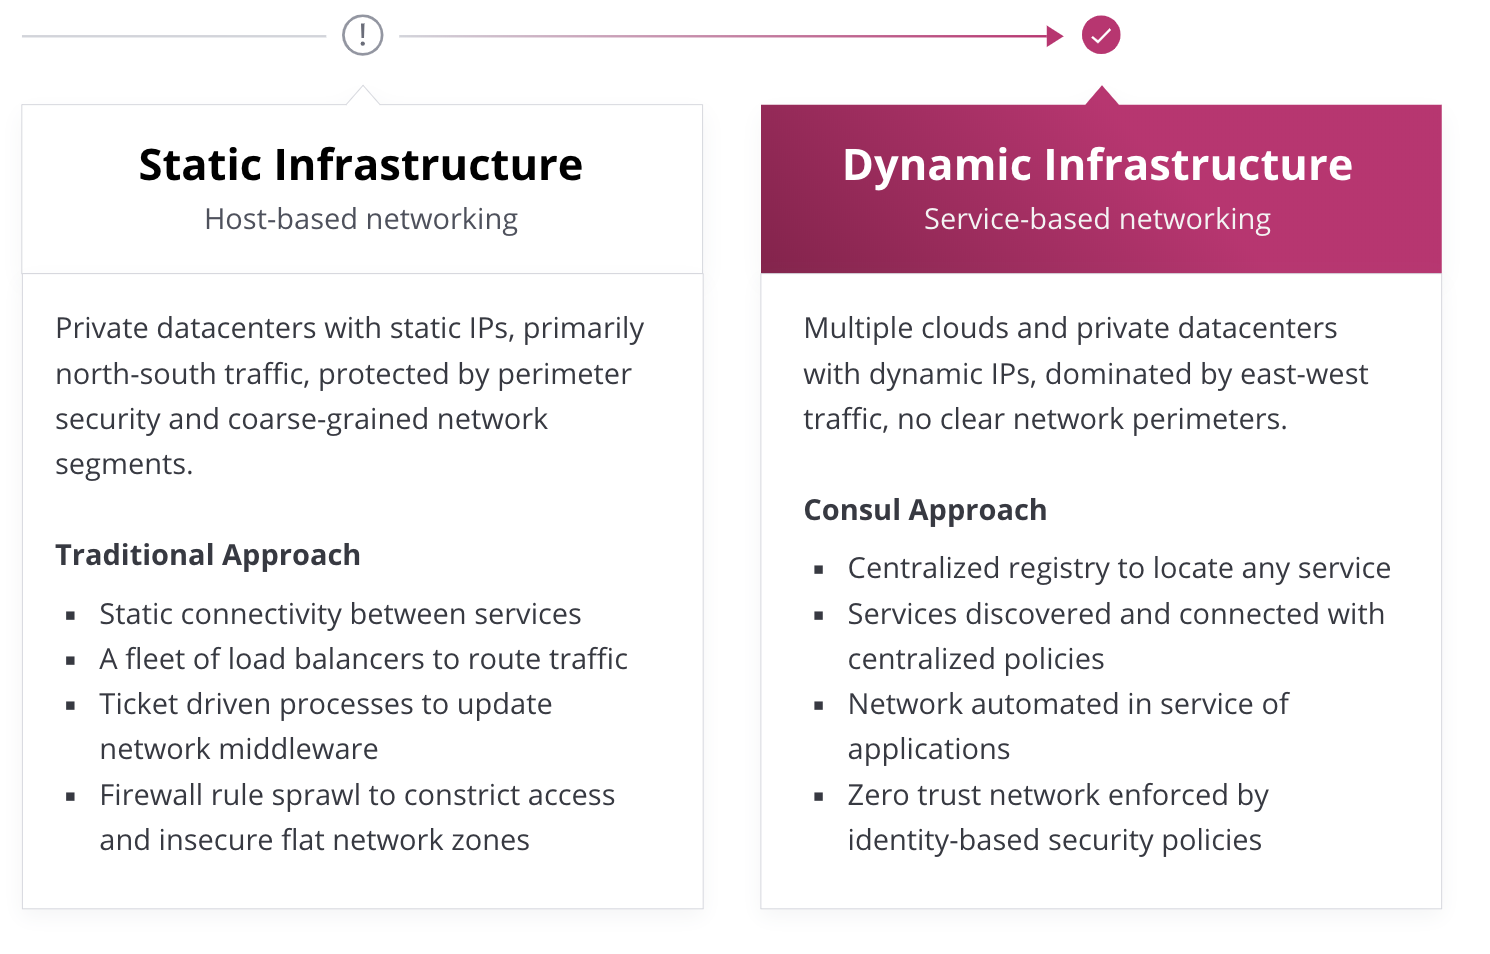 Static Infrastructure
Host-based networking
Private datacenters with static IPs, primarily
north-south traffic, protected by perimeter
security and coarse-grained network
segments.
Traditional Approach
▪ Static connectivity between services
▪ A fleet of load balancers to route traffic
▪ Ticket driven processes to update
network middleware
▪ Firewall rule sprawl to constrict access
and insecure flat network zones
Dynamic Infrastructure
Service-based networking
Multiple clouds and private datacenters
with dynamic IPs, dominated by east-west
traffic, no clear network perimeters.
Consul Approach
▪ Centralized registry to locate any service
▪ Services discovered and connected with
centralized policies
▪ Network automated in service of
applications
▪ Zero trust network enforced by
identity-based security policies